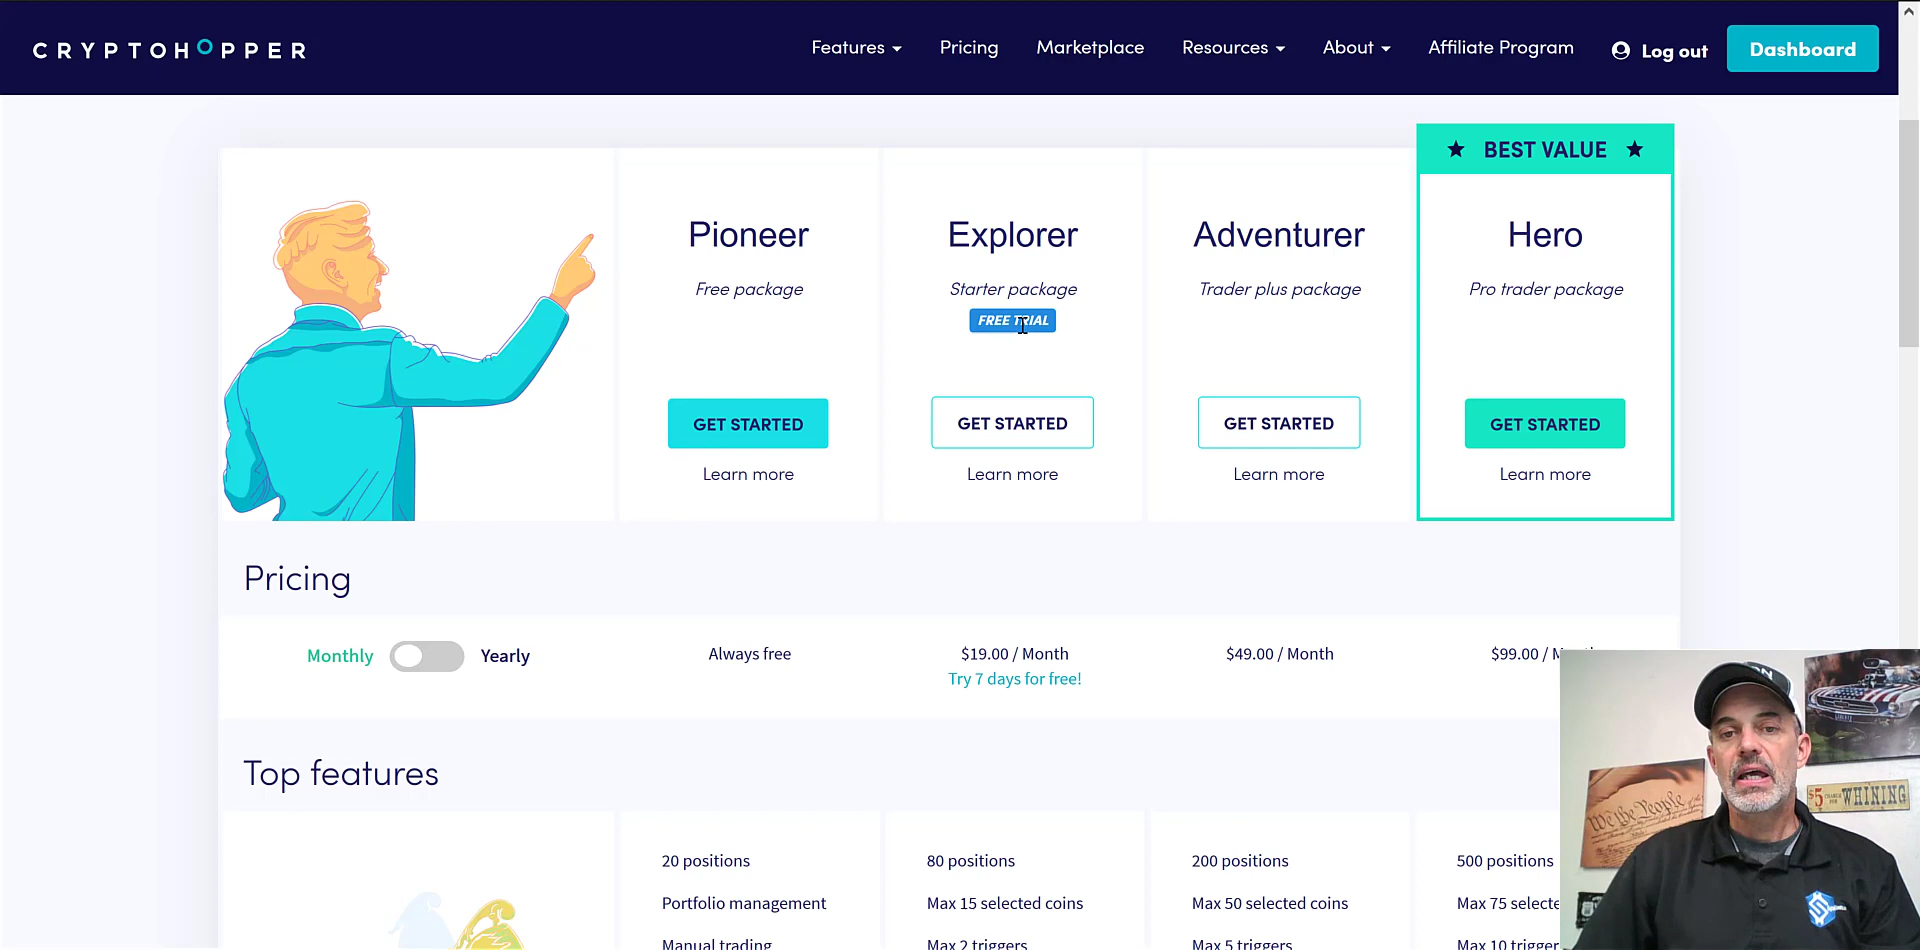 CRYPTOHOPPER
Features
Pricing
Marketplace
Resources
About
Affiliate Program
Log out
Dashboard
BEST VALUE
Pioneer
Free package
GET STARTED
Learn more
Explorer
Starter package
FREE TRIAL
GET STARTED
Learn more
Adventurer
Trader plus package
GET STARTED
Learn more
Hero
Pro trader package
GET STARTED
Learn more
Pricing
Monthly
Yearly
Always free
$19.00 / Month
Try 7 days for free!
$49.00 / Month
$99.00 /
Top features
20 positions
80 positions
200 positions
500 positions
Portfolio management
Max 15 selected coins
Max 50 selected coins
Max 75
Manual trading
Max 2 triggers
Max 5 triggers
Max 10
We the People
$5
WHINING